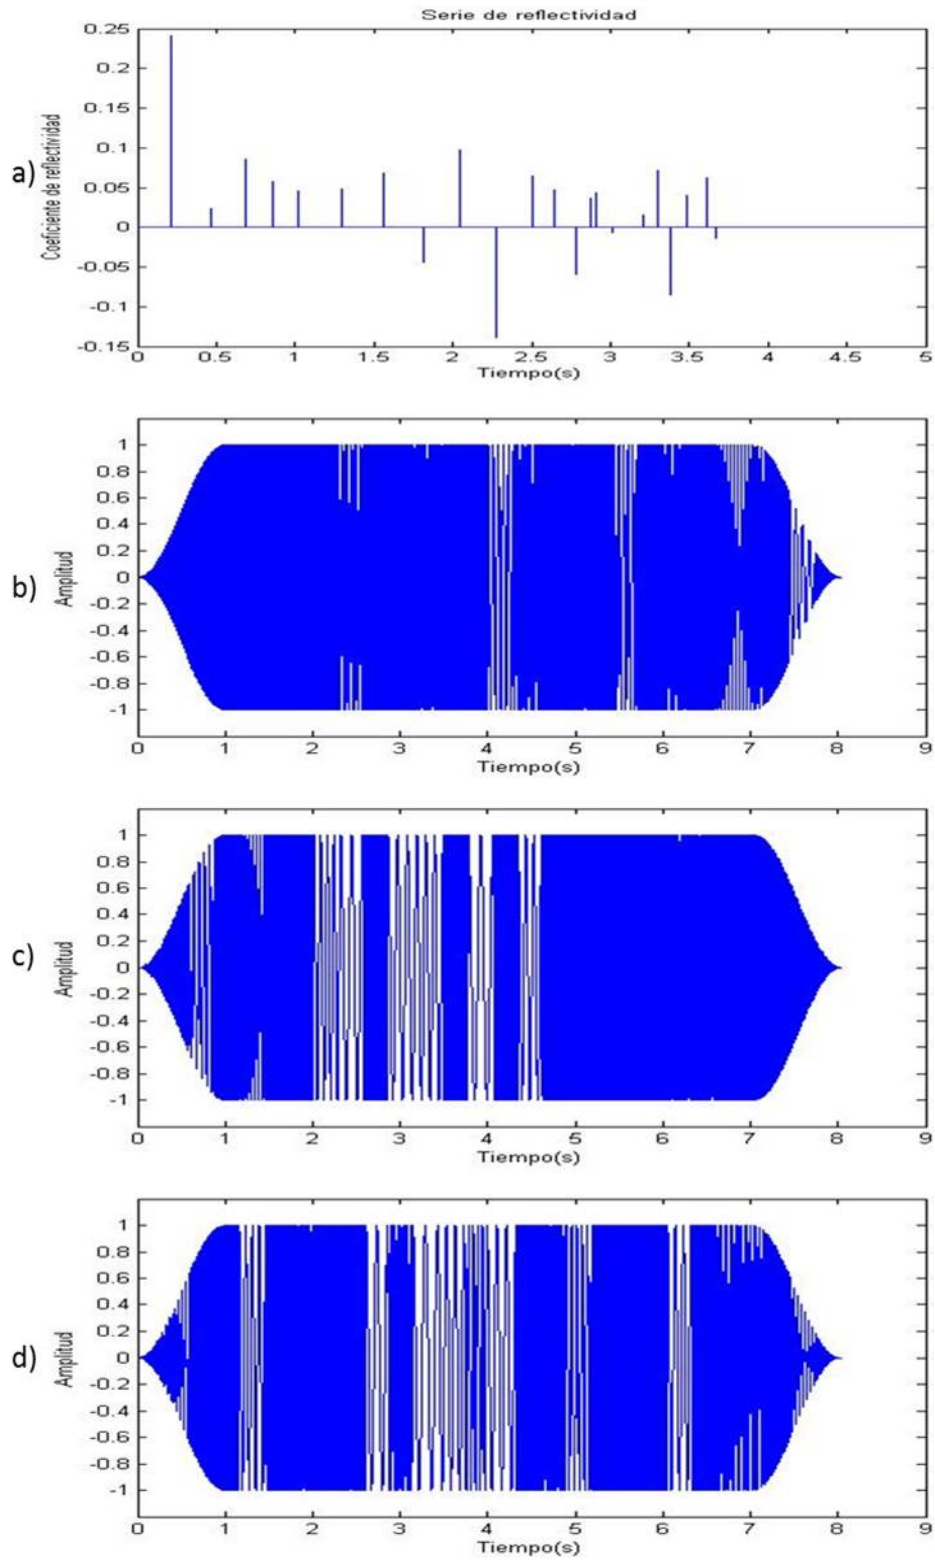 Serie de reflectividad
a)
Coeficiente de reflectividad
0.25
0.2
0.15
0.1
0.05
0
-0.05
-0.1
-0.15
0 0.5 1 1.5 2 2.5 3 3.5 4 4.5 5
Tiempo(s)
b)
Amplitud
1
0.8
0.6
0.4
0.2
0
-0.2
-0.4
-0.6
-0.8
-1
0 1 2 3 4 5 6 7 8 9
Tiempo(s)
c)
Amplitud
1
0.8
0.6
0.4
0.2
0
-0.2
-0.4
-0.6
-0.8
-1
0 1 2 3 4 5 6 7 8 9
Tiempo(s)
d)
Amplitud
1
0.8
0.6
0.4
0.2
0
-0.2
-0.4
-0.6
-0.8
-1
0 1 2 3 4 5 6 7 8 9
Tiempo(s)